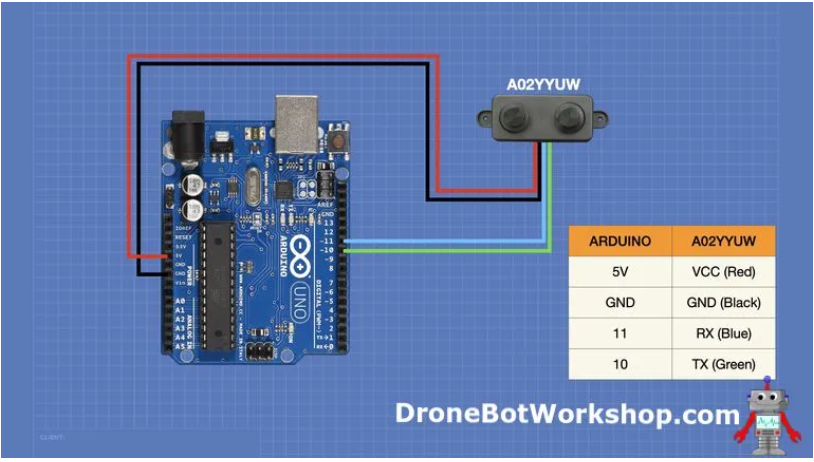 A02YYUW
IOREF
RESET
3.3V
5V
GND
GND
Vin
POWER
A0
A1
A2
A3
A4
A5
ANALOG IN
AREF
GND
13
12
~11
~10
~9
8
7
~6
~5
4
~3
2
TX→1
RX←0
DIGITAL (PWM~)
ARDUINO
UNO
ARDUINO A02YYUW
5V VCC (Red)
GND GND (Black)
11 RX (Blue)
10 TX (Green)
DroneBotWorkshop.com